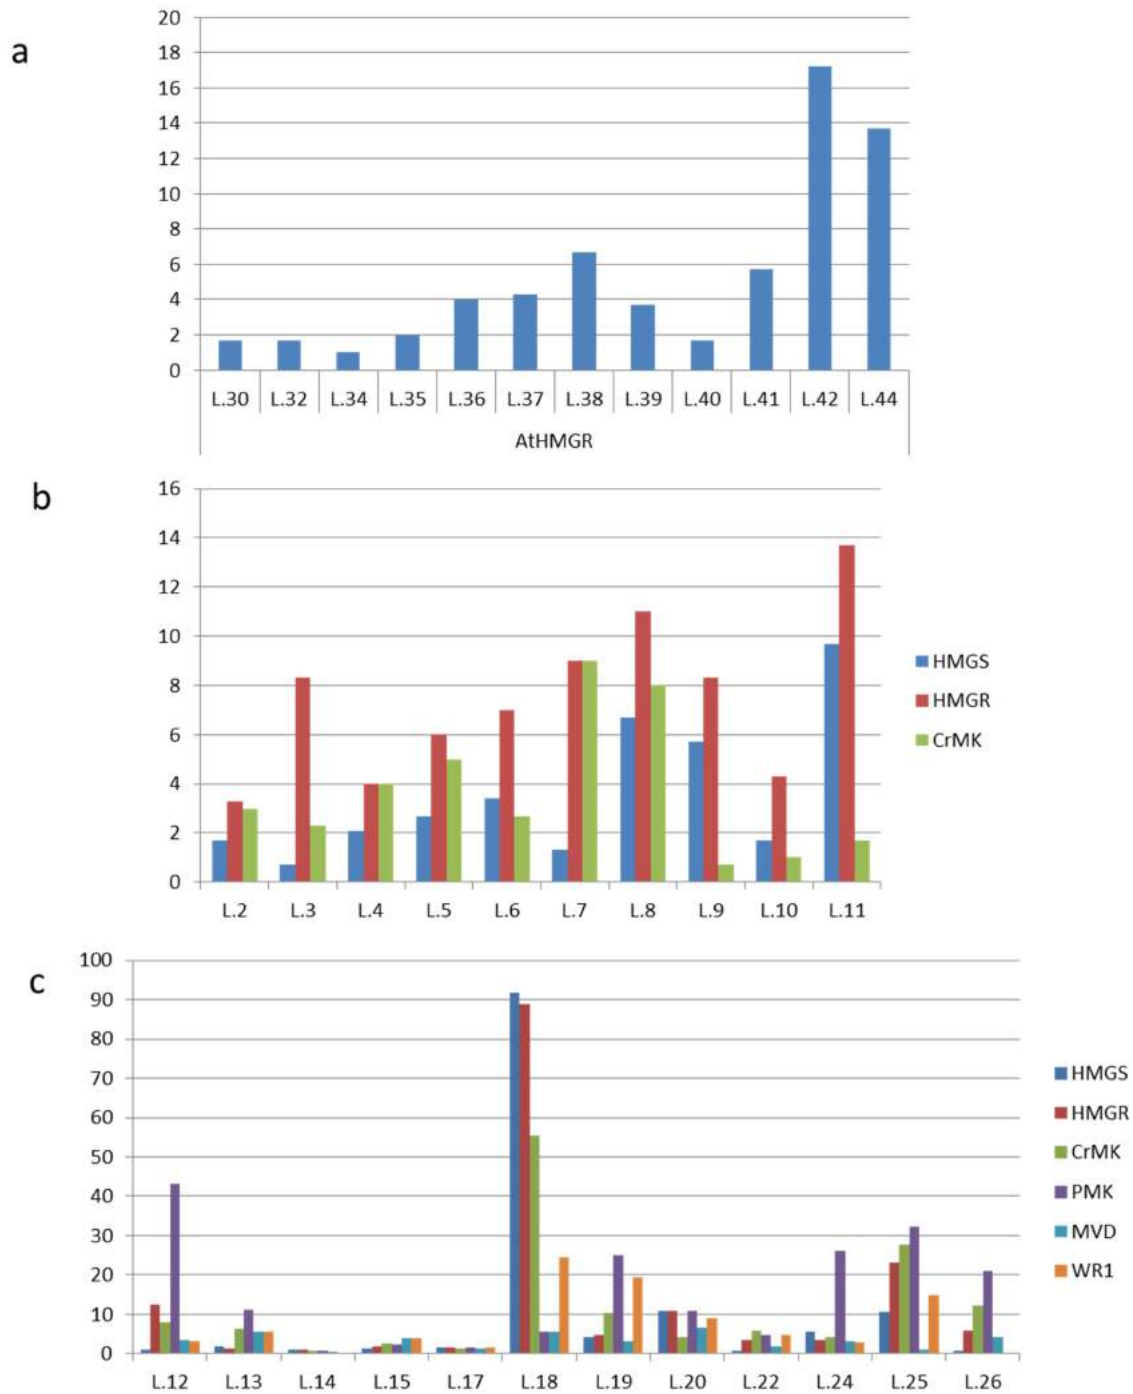 a
20
18
16
14
12
10
8
6
4
2
0
L.30 L.32 L.34 L.35 L.36 L.37 L.38 L.39 L.40 L.41 L.42 L.44
AtHMGR
b
16
14
12
10
8
6
4
2
0
L.2 L.3 L.4 L.5 L.6 L.7 L.8 L.9 L.10 L.11
HMGS
HMGR
CrMK
c
100
90
80
70
60
50
40
30
20
10
0
L.12 L.13 L.14 L.15 L.17 L.18 L.19 L.20 L.22 L.24 L.25 L.26
HMGS
HMGR
CrMK
PMK
MVD
WR1